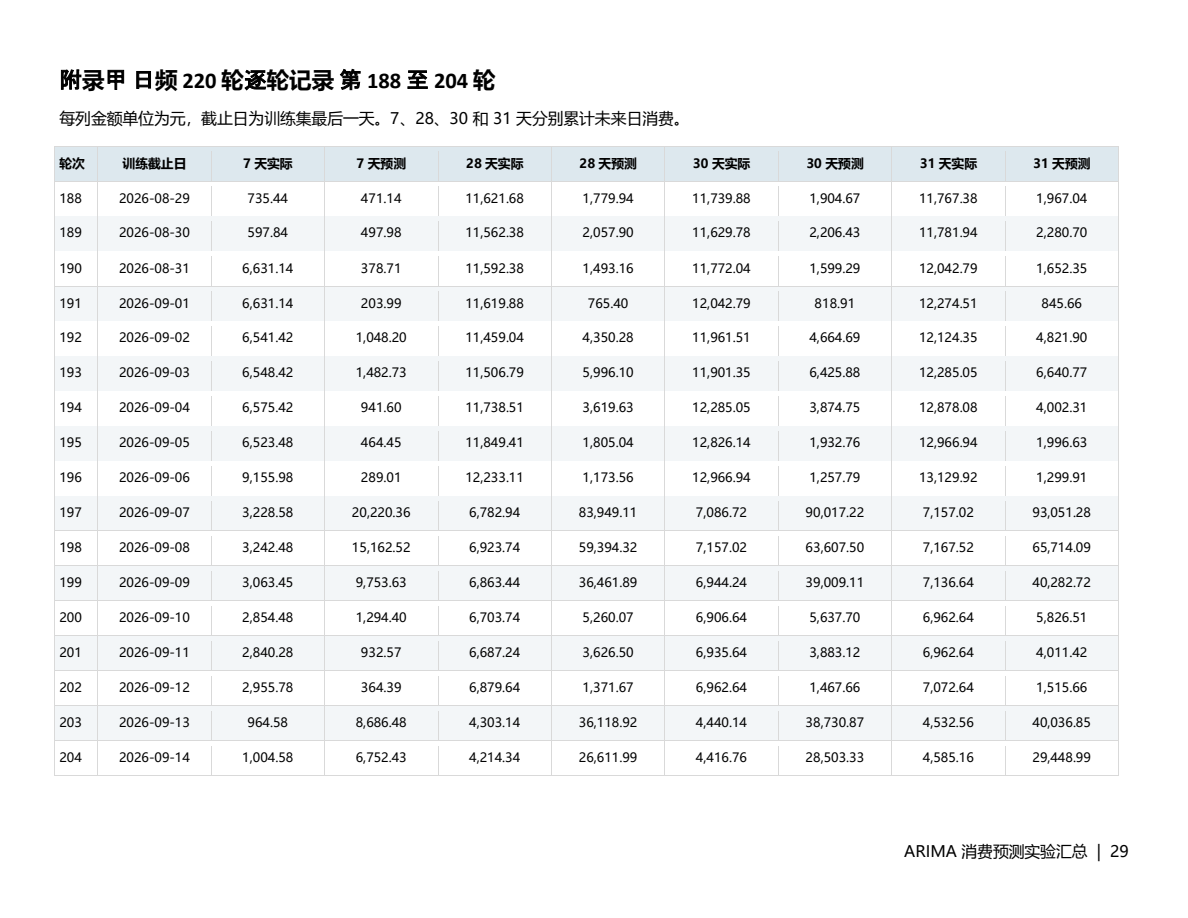 附录甲 日频 220 轮逐轮记录 第 188 至 204 轮
每列金额单位为元，截止日为训练集最后一天。7、28、30 和 31 天分别累计未来日消费。
轮次 训练截止日 7 天实际 7 天预测 28 天实际 28 天预测 30 天实际 30 天预测 31 天实际 31 天预测
188 2026-08-29 735.44 471.14 11,621.68 1,779.94 11,739.88 1,904.67 11,767.38 1,967.04
189 2026-08-30 597.84 497.98 11,562.38 2,057.90 11,629.78 2,206.43 11,781.94 2,280.70
190 2026-08-31 6,631.14 378.71 11,592.38 1,493.16 11,772.04 1,599.29 12,042.79 1,652.35
191 2026-09-01 6,631.14 203.99 11,619.88 765.40 12,042.79 818.91 12,274.51 845.66
192 2026-09-02 6,541.42 1,048.20 11,459.04 4,350.28 11,961.51 4,664.69 12,124.35 4,821.90
193 2026-09-03 6,548.42 1,482.73 11,506.79 5,996.10 11,901.35 6,425.88 12,285.05 6,640.77
194 2026-09-04 6,575.42 941.60 11,738.51 3,619.63 12,285.05 3,874.75 12,878.08 4,002.31
195 2026-09-05 6,523.48 464.45 11,849.41 1,805.04 12,826.14 1,932.76 12,966.94 1,996.63
196 2026-09-06 9,155.98 289.01 12,233.11 1,173.56 12,966.94 1,257.79 13,129.92 1,299.91
197 2026-09-07 3,228.58 20,220.36 6,782.94 83,949.11 7,086.72 90,017.22 7,157.02 93,051.28
198 2026-09-08 3,242.48 15,162.52 6,923.74 59,394.32 7,157.02 63,607.50 7,167.52 65,714.09
199 2026-09-09 3,063.45 9,753.63 6,863.44 36,461.89 6,944.24 39,009.11 7,136.64 40,282.72
200 2026-09-10 2,854.48 1,294.40 6,703.74 5,260.07 6,906.64 5,637.70 6,962.64 5,826.51
201 2026-09-11 2,840.28 932.57 6,687.24 3,626.50 6,935.64 3,883.12 6,962.64 4,011.42
202 2026-09-12 2,955.78 364.39 6,879.64 1,371.67 6,962.64 1,467.66 7,072.64 1,515.66
203 2026-09-13 964.58 8,686.48 4,303.14 36,118.92 4,440.14 38,730.87 4,532.56 40,036.85
204 2026-09-14 1,004.58 6,752.43 4,214.34 26,611.99 4,416.76 28,503.33 4,585.16 29,448.99
ARIMA 消费预测实验汇总 | 29